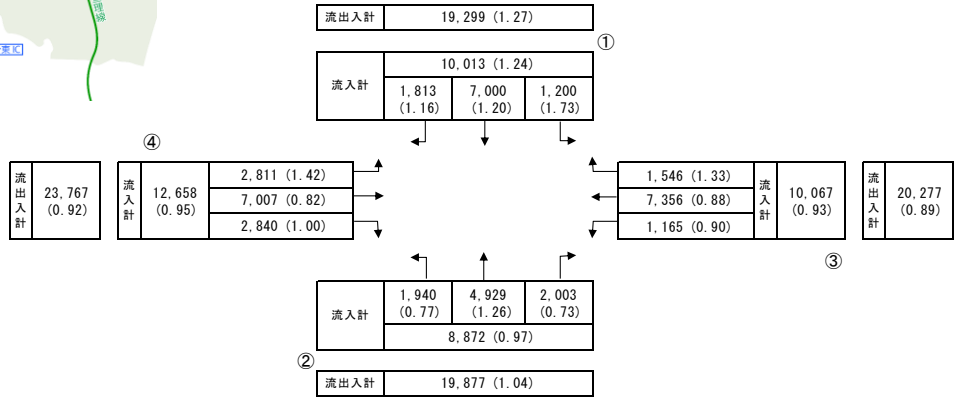 東IC
流出入計 19,299 (1.27)
①
流入計 10,013 (1.24)
1,813 7,000 1,200
(1.16) (1.20) (1.73)
④
流出入計 23,767 (0.92)
流入計 12,658 (0.95)
2,811 (1.42)
7,007 (0.82)
2,840 (1.00)
1,546 (1.33)
7,356 (0.88)
1,165 (0.90)
流入計 10,067 (0.93)
流出入計 20,277 (0.89)
③
流入計 1,940 4,929 2,003
(0.77) (1.26) (0.73)
8,872 (0.97)
②
流出入計 19,877 (1.04)